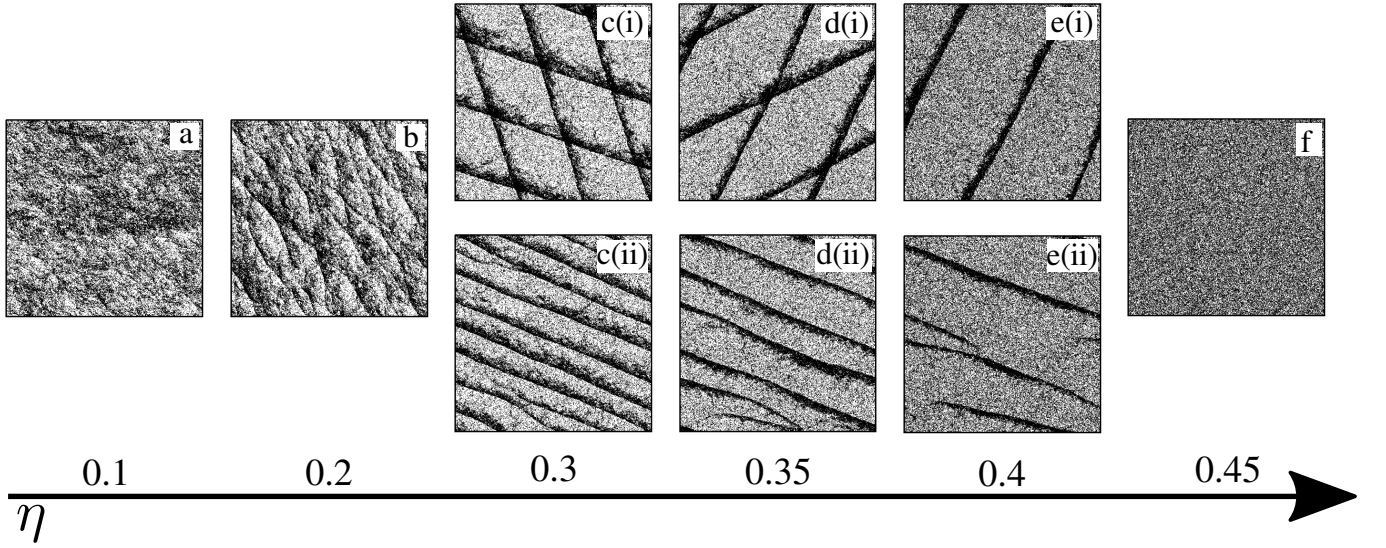 c(i) d(i) e(i)
a b f
c(ii) d(ii) e(ii)
0.1 0.2 0.3 0.35 0.4 0.45
η